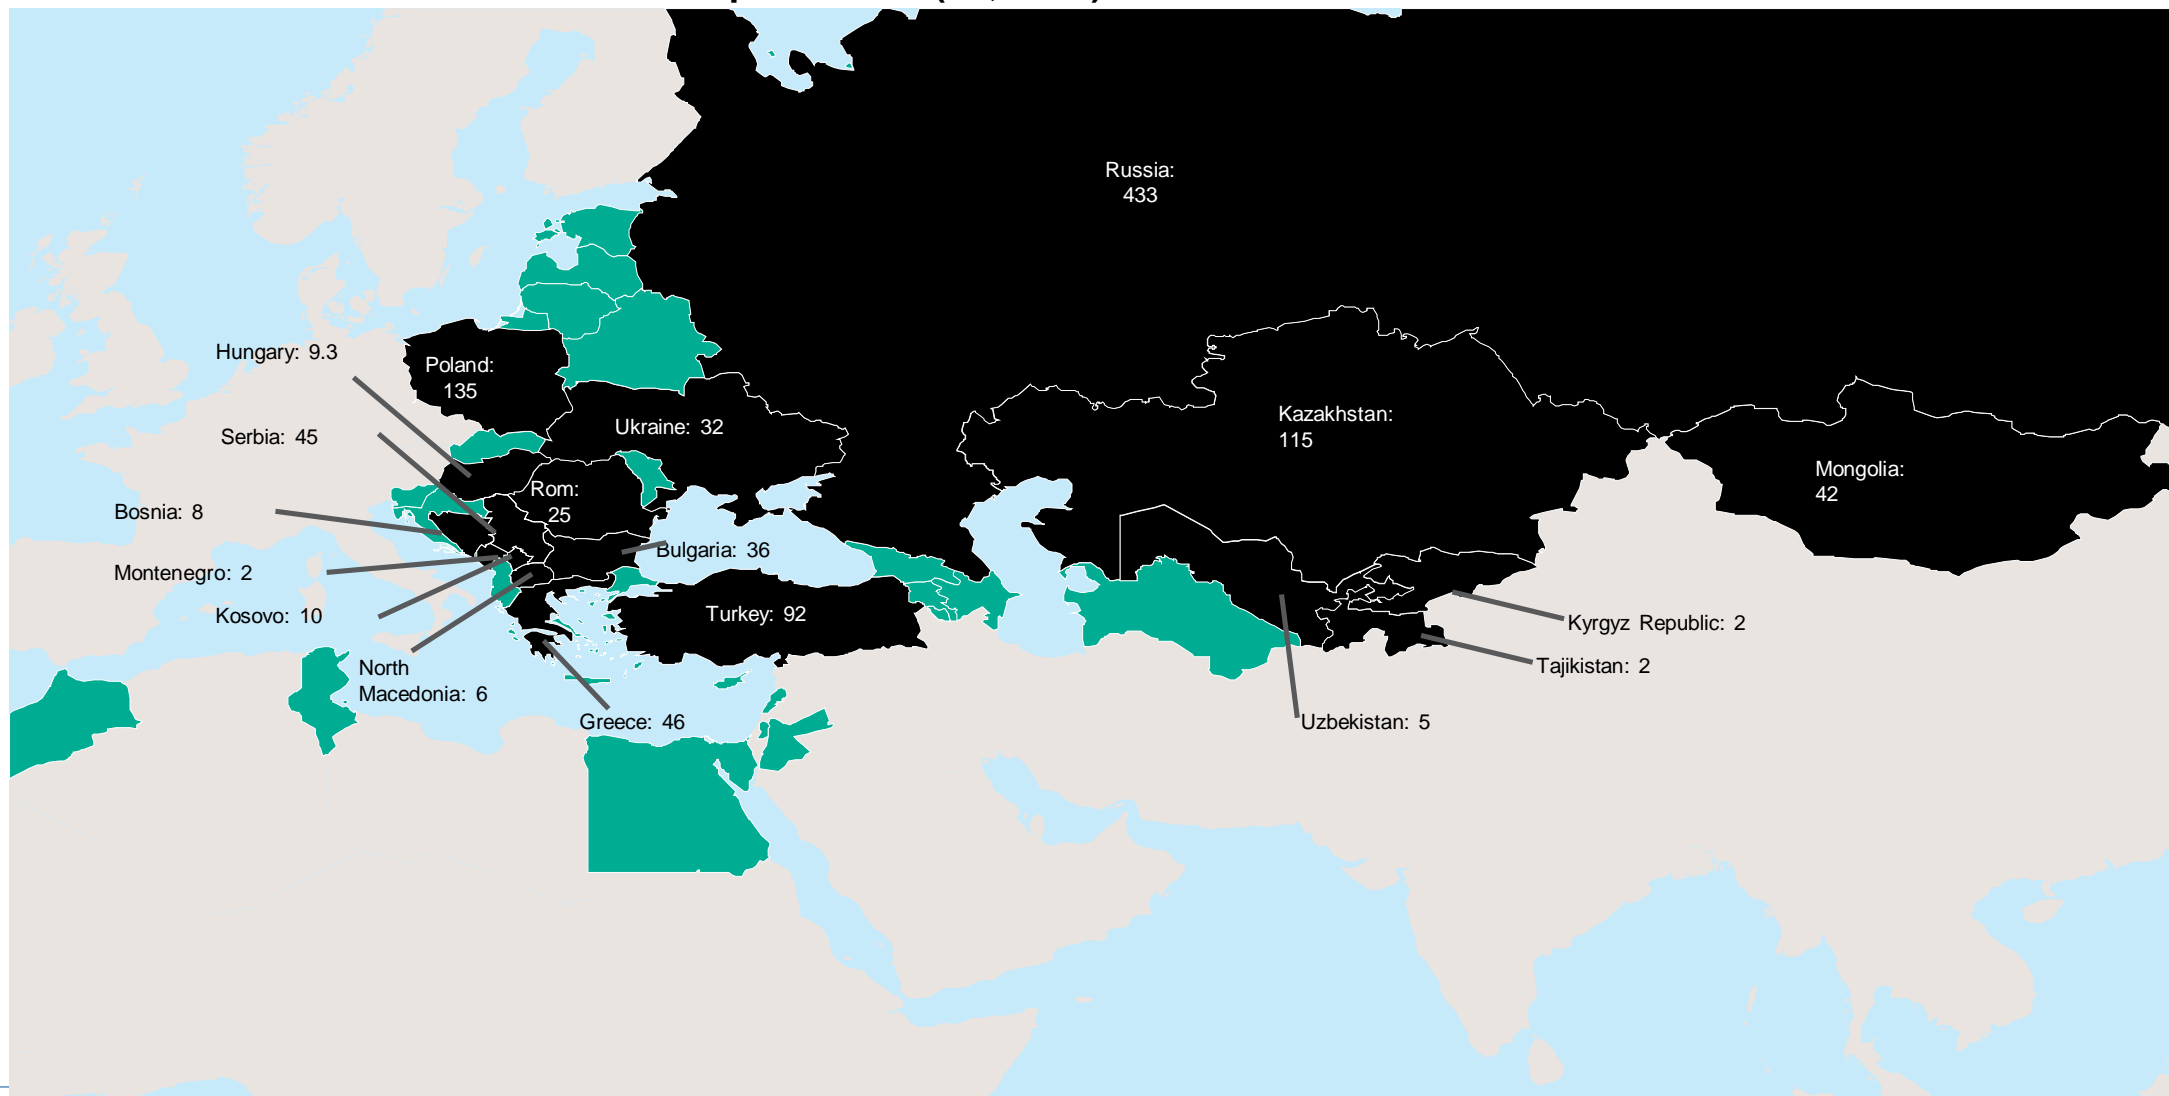 Russia:
433
Hungary: 9.3
Poland:
135
Serbia: 45
Ukraine: 32
Kazakhstan:
115
Mongolia:
42
Rom:
25
Bosnia: 8
Bulgaria: 36
Montenegro: 2
Kosovo: 10
Turkey: 92
Kyrgyz Republic: 2
Tajikistan: 2
North
Macedonia: 6
Greece: 46
Uzbekistan: 5